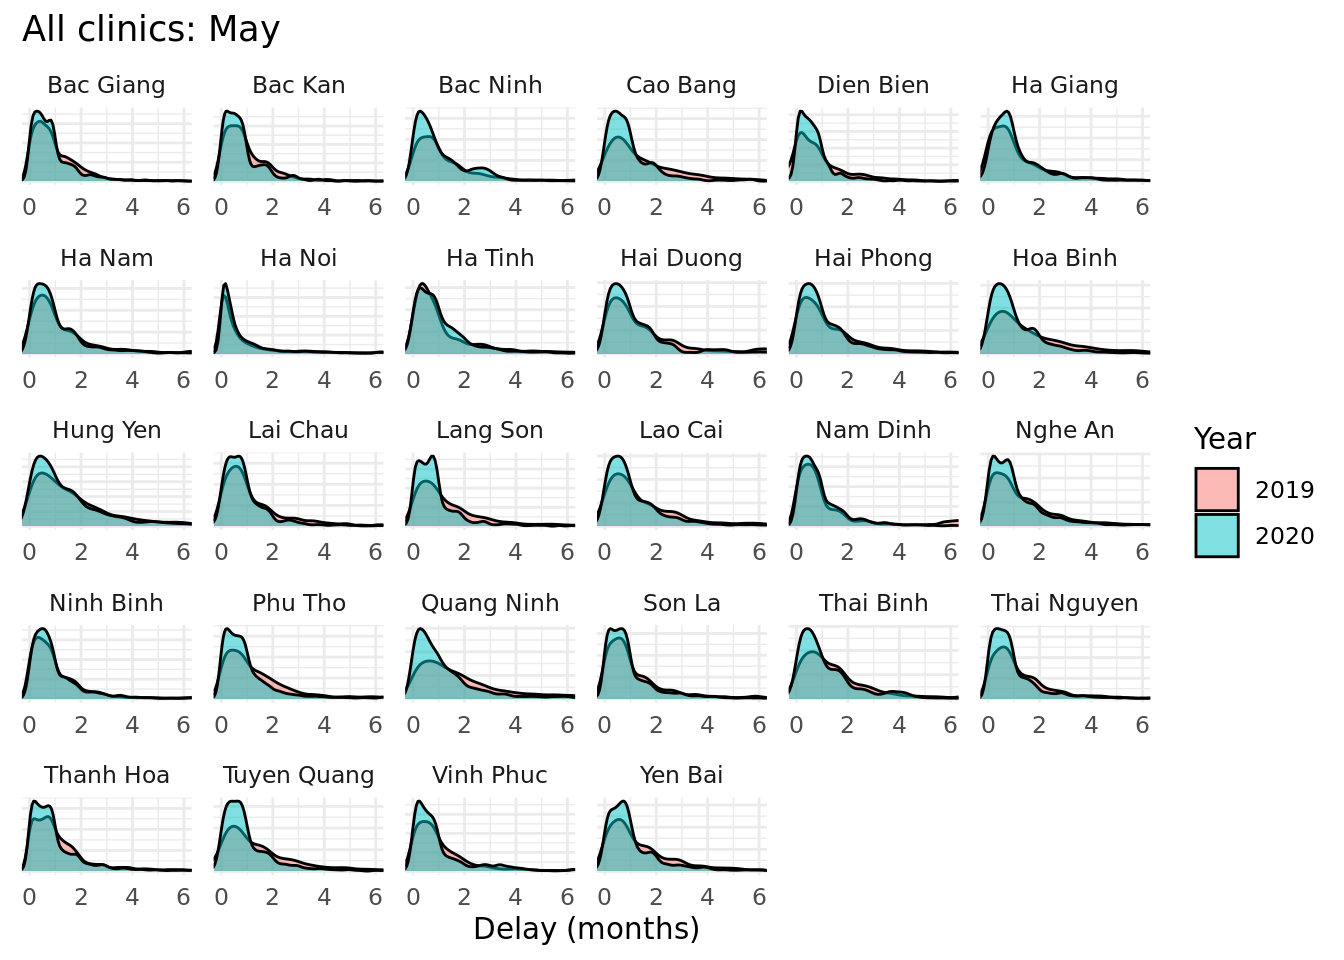 All clinics: May
Bac Giang Bac Kan Bac Ninh Cao Bang Dien Bien Ha Giang
0 2 4 6 0 2 4 6 0 2 4 6 0 2 4 6 0 2 4 6 0 2 4 6
Ha Nam Ha Noi Ha Tinh Hai Duong Hai Phong Hoa Binh
0 2 4 6 0 2 4 6 0 2 4 6 0 2 4 6 0 2 4 6 0 2 4 6
Hung Yen Lai Chau Lang Son Lao Cai Nam Dinh Nghe An
0 2 4 6 0 2 4 6 0 2 4 6 0 2 4 6 0 2 4 6 0 2 4 6
Ninh Binh Phu Tho Quang Ninh Son La Thai Binh Thai Nguyen
0 2 4 6 0 2 4 6 0 2 4 6 0 2 4 6 0 2 4 6 0 2 4 6
Thanh Hoa Tuyen Quang Vinh Phuc Yen Bai
0 2 4 6 0 2 4 6 0 2 4 6 0 2 4 6
Delay (months)
Year
2019
2020